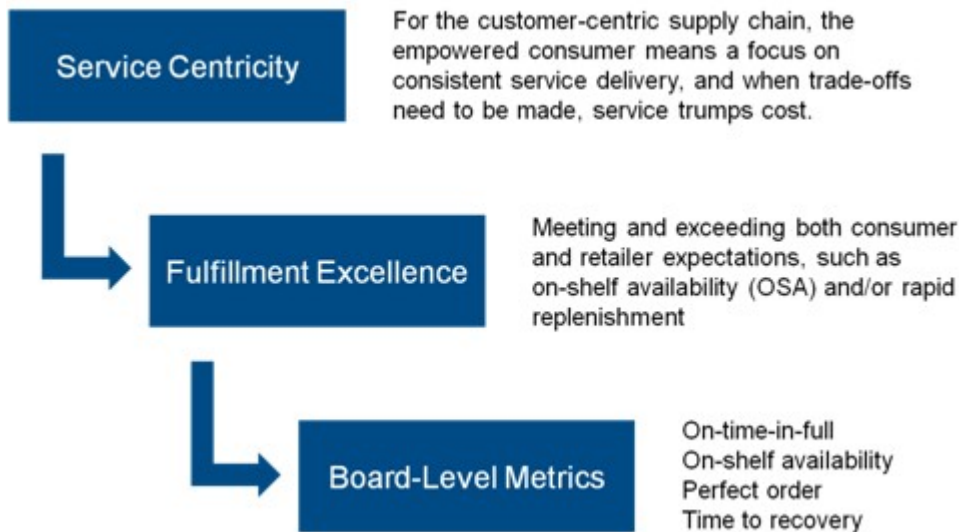 Service Centricity
For the customer-centric supply chain, the
empowered consumer means a focus on
consistent service delivery, and when trade-offs
need to be made, service trumps cost.
Fulfillment Excellence
Meeting and exceeding both consumer
and retailer expectations, such as
on-shelf availability (OSA) and/or rapid
replenishment
Board-Level Metrics
On-time-in-full
On-shelf availability
Perfect order
Time to recovery